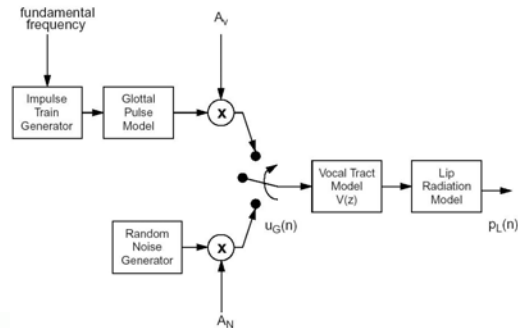 fundamental
frequency
A_v
Impulse
Train
Generator
Glottal
Pulse
Model
X
Vocal Tract
Model
V(z)
Lip
Radiation
Model
u_G(n)
p_L(n)
Random
Noise
Generator
X
A_N